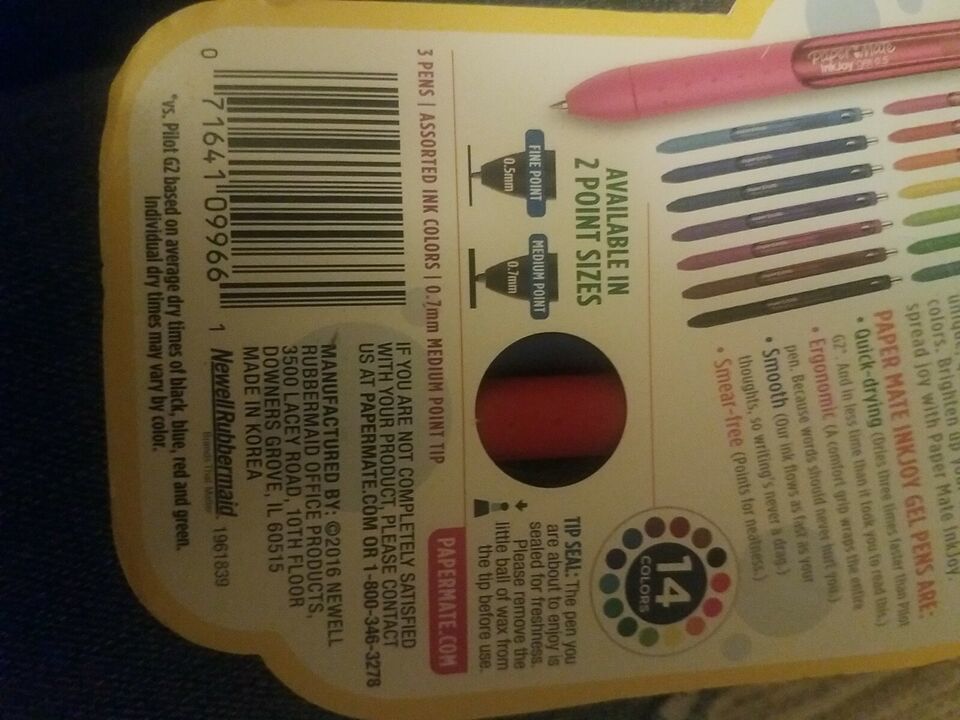 Paper Mate
InkJoy GEL 0.5
colors. Brighten up your
spread joy with Paper Mate InkJoy.
PAPER MATE INKJOY GEL PENS ARE:
• Quick-drying (Dries three times faster than Pilot
G2*. And in less time than it took you to read this.)
• Ergonomic (A comfort grip wraps the entire
pen. Because words should never hurt you.)
• Smooth (Our ink flows as fast as your
thoughts, so writing's never a drag.)
• Smear-free (Points for neatness.)
AVAILABLE IN
2 POINT SIZES
FINE POINT
0.5mm
MEDIUM POINT
0.7mm
14
COLORS
TIP SEAL: The pen you
are about to enjoy is
sealed for freshness.
Please remove the
little ball of wax from
the tip before use.
3 PENS | ASSORTED INK COLORS | 0.7mm MEDIUM POINT TIP
PAPERMATE.COM
IF YOU ARE NOT COMPLETELY SATISFIED
WITH YOUR PRODUCT, PLEASE CONTACT
US AT PAPERMATE.COM OR 1-800-346-3278
MANUFACTURED BY: ©2016 NEWELL
RUBBERMAID OFFICE PRODUCTS,
3500 LACEY ROAD, 10TH FLOOR
DOWNERS GROVE, IL 60515
MADE IN KOREA
NewellRubbermaid 1961839
Brands That Matter
0 71641 09966 1
*vs. Pilot G2 based on average dry times of black, blue, red and green.
Individual dry times may vary by color.